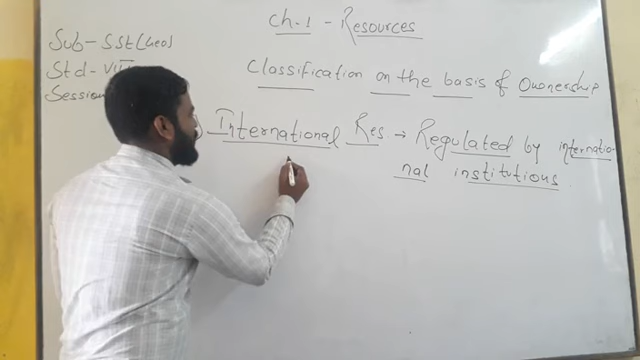 Ch-1 - Resources
Sub- SSt (Geo)
Std - VIII
Session
Classification on the basis of Owenership
International Res → Regulated by internatio-
nal institutions